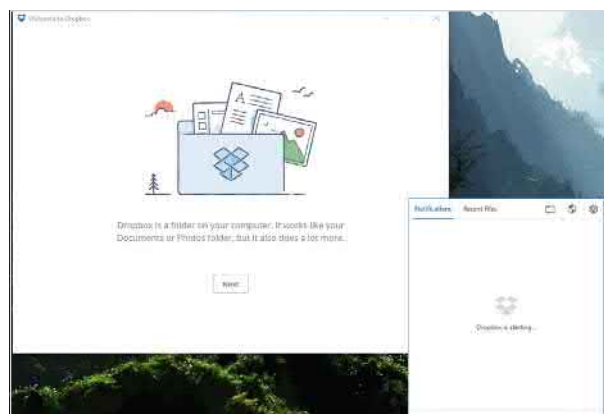 Welcome to Dropbox
A
Dropbox is a folder on your computer. It works like your
Documents or Photos folder, but it also does a lot more.
Next
Notifications
Recent Files
Dropbox is starting...